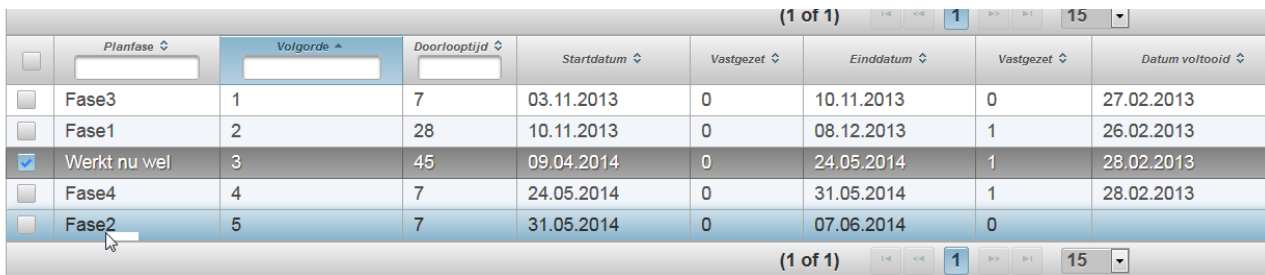 (1 of 1) 1 15
Planfase Volgorde Doorlooptijd Startdatum Vastgezet Einddatum Vastgezet Datum voltooid
Fase3 1 7 03.11.2013 0 10.11.2013 0 27.02.2013
Fase1 2 28 10.11.2013 0 08.12.2013 1 26.02.2013
Werkt nu wel 3 45 09.04.2014 0 24.05.2014 1 28.02.2013
Fase4 4 7 24.05.2014 0 31.05.2014 1 28.02.2013
Fase2 5 7 31.05.2014 0 07.06.2014 0
(1 of 1) 1 15